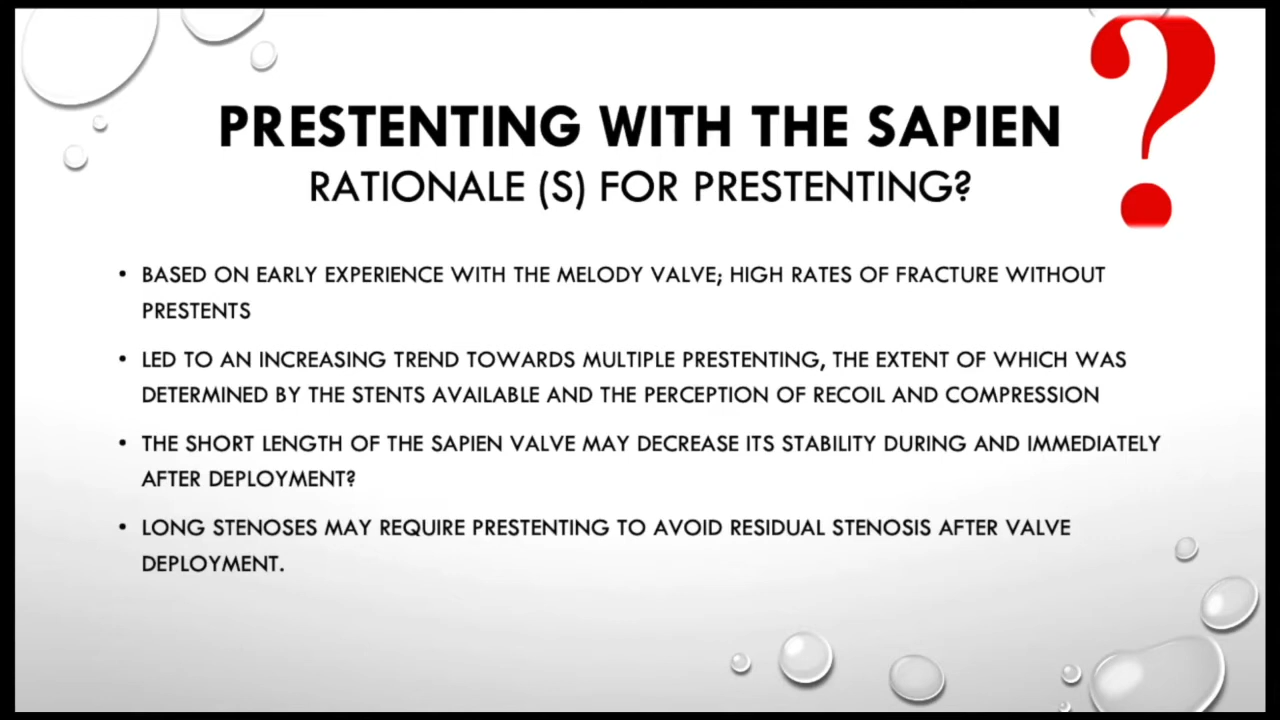 PRESTENTING WITH THE SAPIEN
RATIONALE (S) FOR PRESTENTING?
?
• BASED ON EARLY EXPERIENCE WITH THE MELODY VALVE; HIGH RATES OF FRACTURE WITHOUT
PRESTENTS
• LED TO AN INCREASING TREND TOWARDS MULTIPLE PRESTENTING, THE EXTENT OF WHICH WAS
DETERMINED BY THE STENTS AVAILABLE AND THE PERCEPTION OF RECOIL AND COMPRESSION
• THE SHORT LENGTH OF THE SAPIEN VALVE MAY DECREASE ITS STABILITY DURING AND IMMEDIATELY
AFTER DEPLOYMENT?
• LONG STENOSES MAY REQUIRE PRESTENTING TO AVOID RESIDUAL STENOSIS AFTER VALVE
DEPLOYMENT.